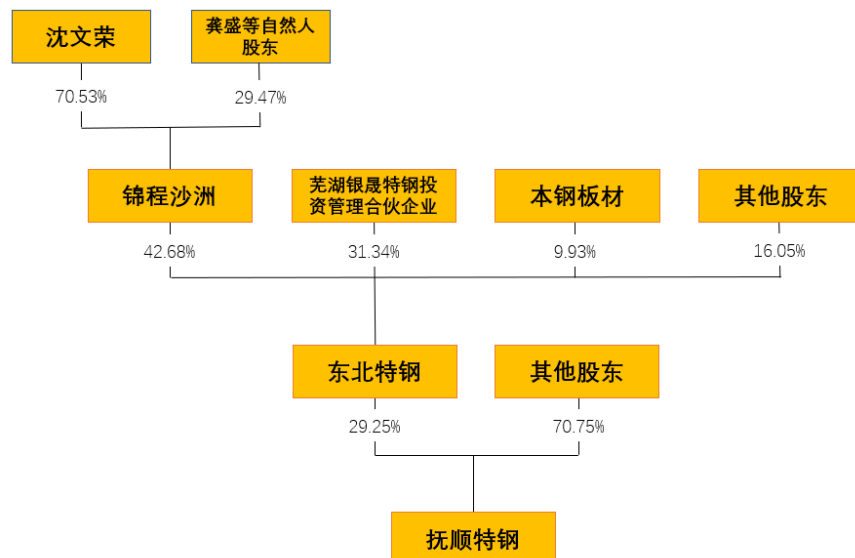 沈文荣
龚盛等自然人
股东
70.53%
29.47%
锦程沙洲
芜湖银晟特钢投
资管理合伙企业
本钢板材
其他股东
42.68%
31.34%
9.93%
16.05%
东北特钢
其他股东
29.25%
70.75%
抚顺特钢